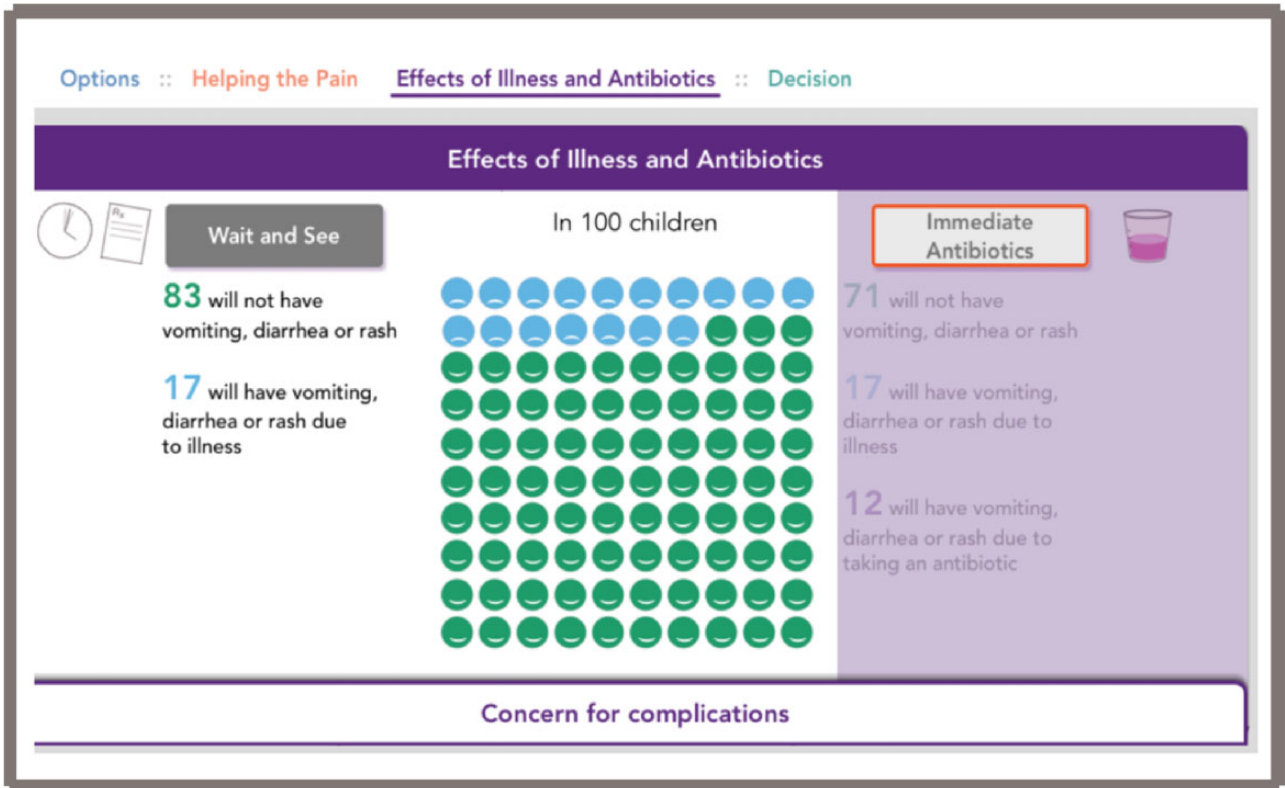 Options :: Helping the Pain Effects of Illness and Antibiotics :: Decision
Effects of Illness and Antibiotics
Rx
Wait and See
83 will not have
vomiting, diarrhea or rash
17 will have vomiting,
diarrhea or rash due
to illness
In 100 children
Immediate
Antibiotics
71 will not have
vomiting, diarrhea or rash
17 will have vomiting,
diarrhea or rash due to
illness
12 will have vomiting,
diarrhea or rash due to
taking an antibiotic
Concern for complications